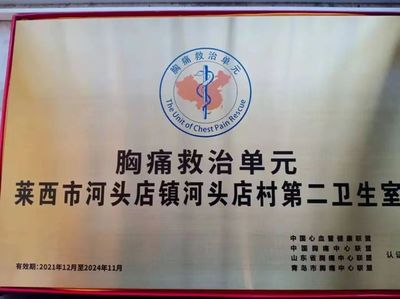 胸痛救治单元
The Unit of Chest Pain Rescue
胸痛救治单元
莱西市河头店镇河头店村第二卫生室
中国心血管健康联盟
中国胸痛中心联盟
山东省胸痛中心联盟
青岛市胸痛中心联盟
认证
有效期:2021年12月至2024年11月